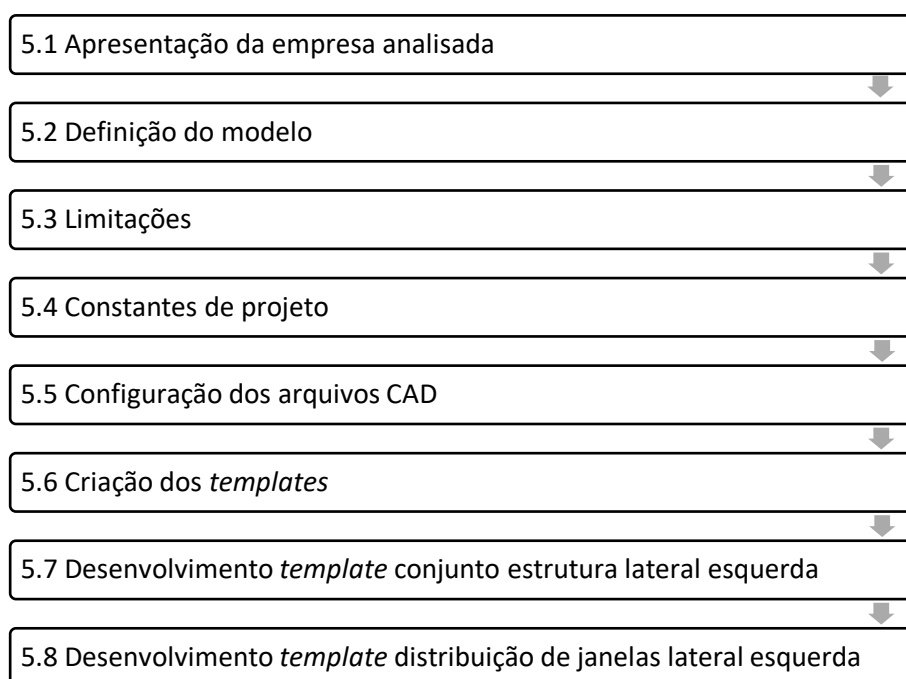 5.1 Apresentação da empresa analisada
5.2 Definição do modelo
5.3 Limitações
5.4 Constantes de projeto
5.5 Configuração dos arquivos CAD
5.6 Criação dos templates
5.7 Desenvolvimento template conjunto estrutura lateral esquerda
5.8 Desenvolvimento template distribuição de janelas lateral esquerda